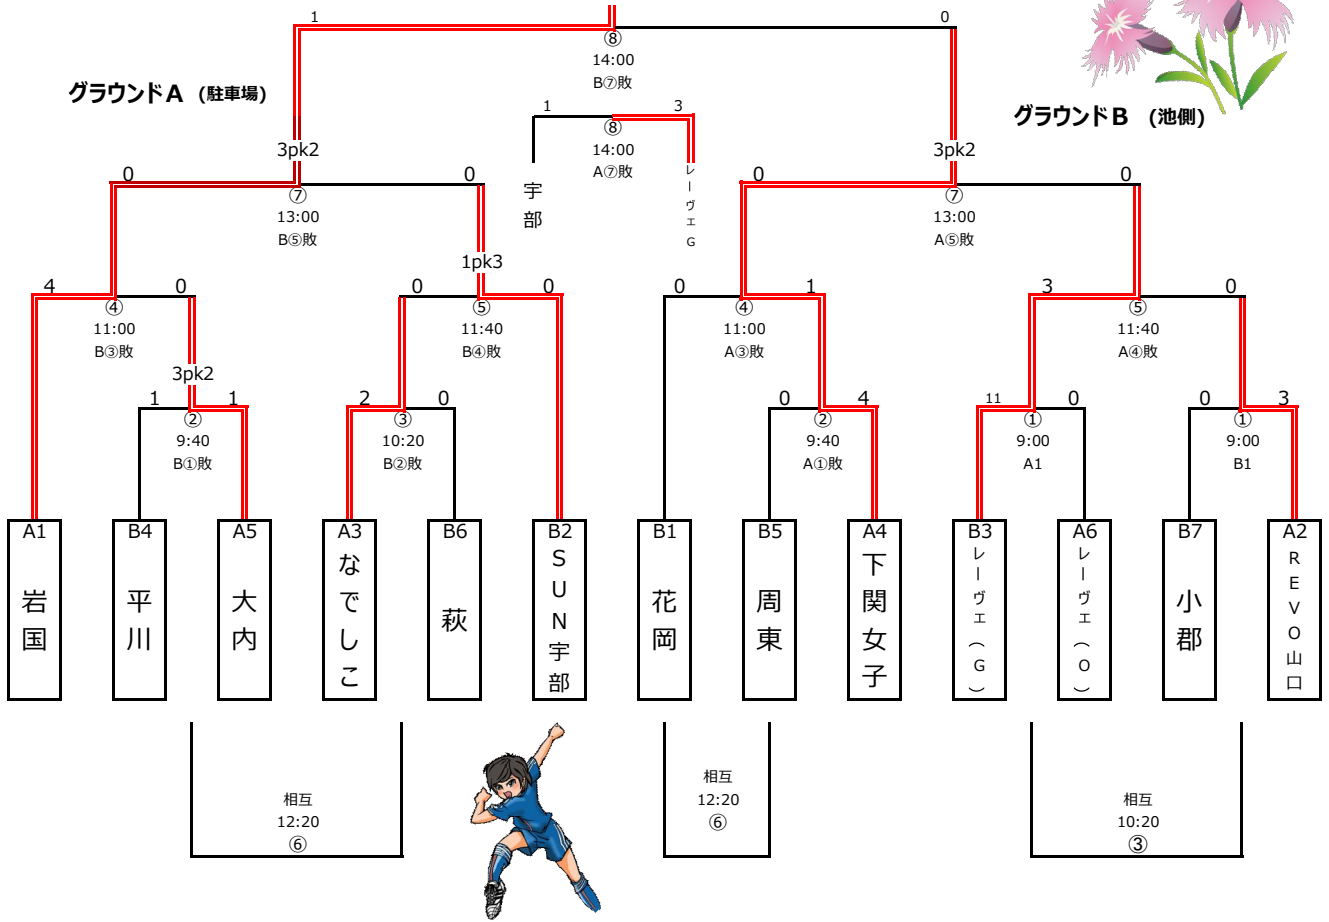 1 0
⑧
14:00
B⑦敗
グラウンドA (駐車場)
グラウンドB (池側)
1 3
⑧
14:00
A⑦敗
宇部
レーヴェG
3pk2
0 0
⑦
13:00
B⑤敗
3pk2
0 0
⑦
13:00
A⑤敗
4 0
④
11:00
B③敗
1pk3
0 0
⑤
11:40
B④敗
0 1
④
11:00
A③敗
3 0
⑤
11:40
A④敗
3pk2
1 1
②
9:40
B①敗
2 0
③
10:20
B②敗
0 4
②
9:40
A①敗
11 0
①
9:00
A1
0 3
①
9:00
B1
A1
岩国
B4
平川
A5
大内
A3
なでしこ
B6
萩
B2
SUN宇部
B1
花岡
B5
周東
A4
下関女子
B3
レーヴェ(G)
A6
レーヴェ(O)
B7
小郡
A2
REVO山口
相互
12:20
⑥
相互
12:20
⑥
相互
10:20
③